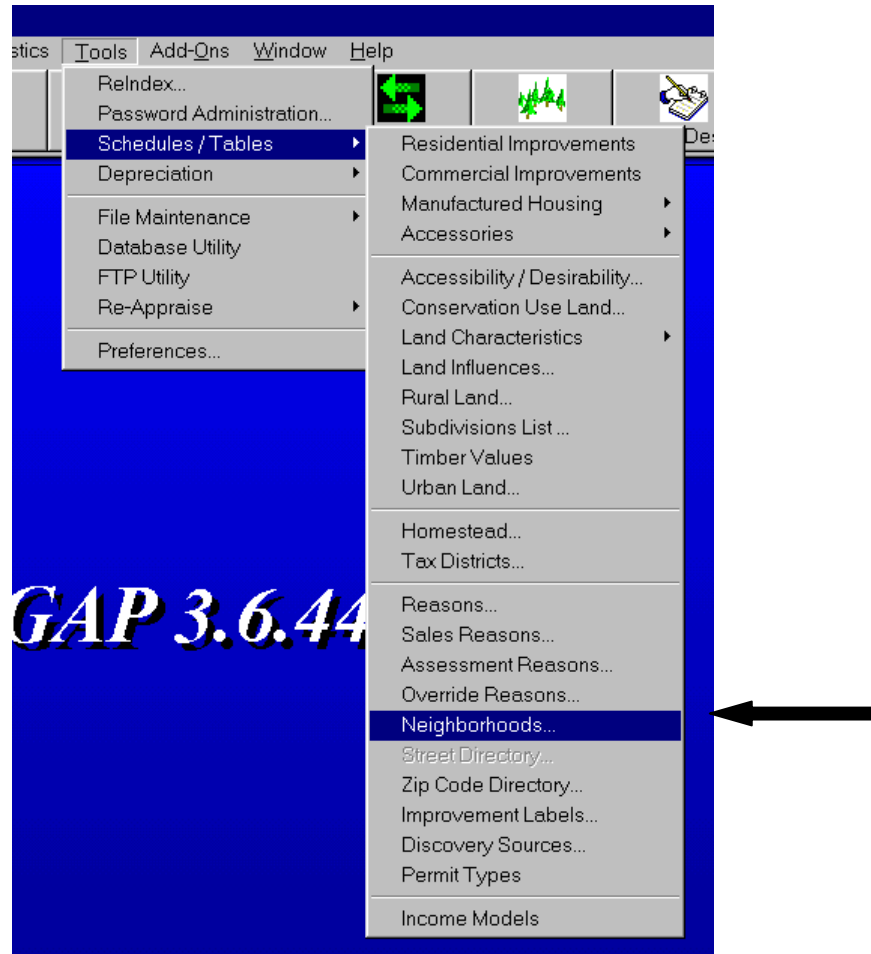 stics Tools Add-Ons Window Help
ReIndex...
Password Administration...
Schedules / Tables
Depreciation
File Maintenance
Database Utility
FTP Utility
Re-Appraise
Preferences...
Des
Residential Improvements
Commercial Improvements
Manufactured Housing
Accessories
Accessibility / Desirability...
Conservation Use Land...
Land Characteristics
Land Influences...
Rural Land...
Subdivisions List ...
Timber Values
Urban Land...
Homestead...
Tax Districts...
Reasons...
Sales Reasons...
Assessment Reasons...
Override Reasons...
Neighborhoods...
Street Directory...
Zip Code Directory...
Improvement Labels...
Discovery Sources...
Permit Types
Income Models
GAP 3.6.44